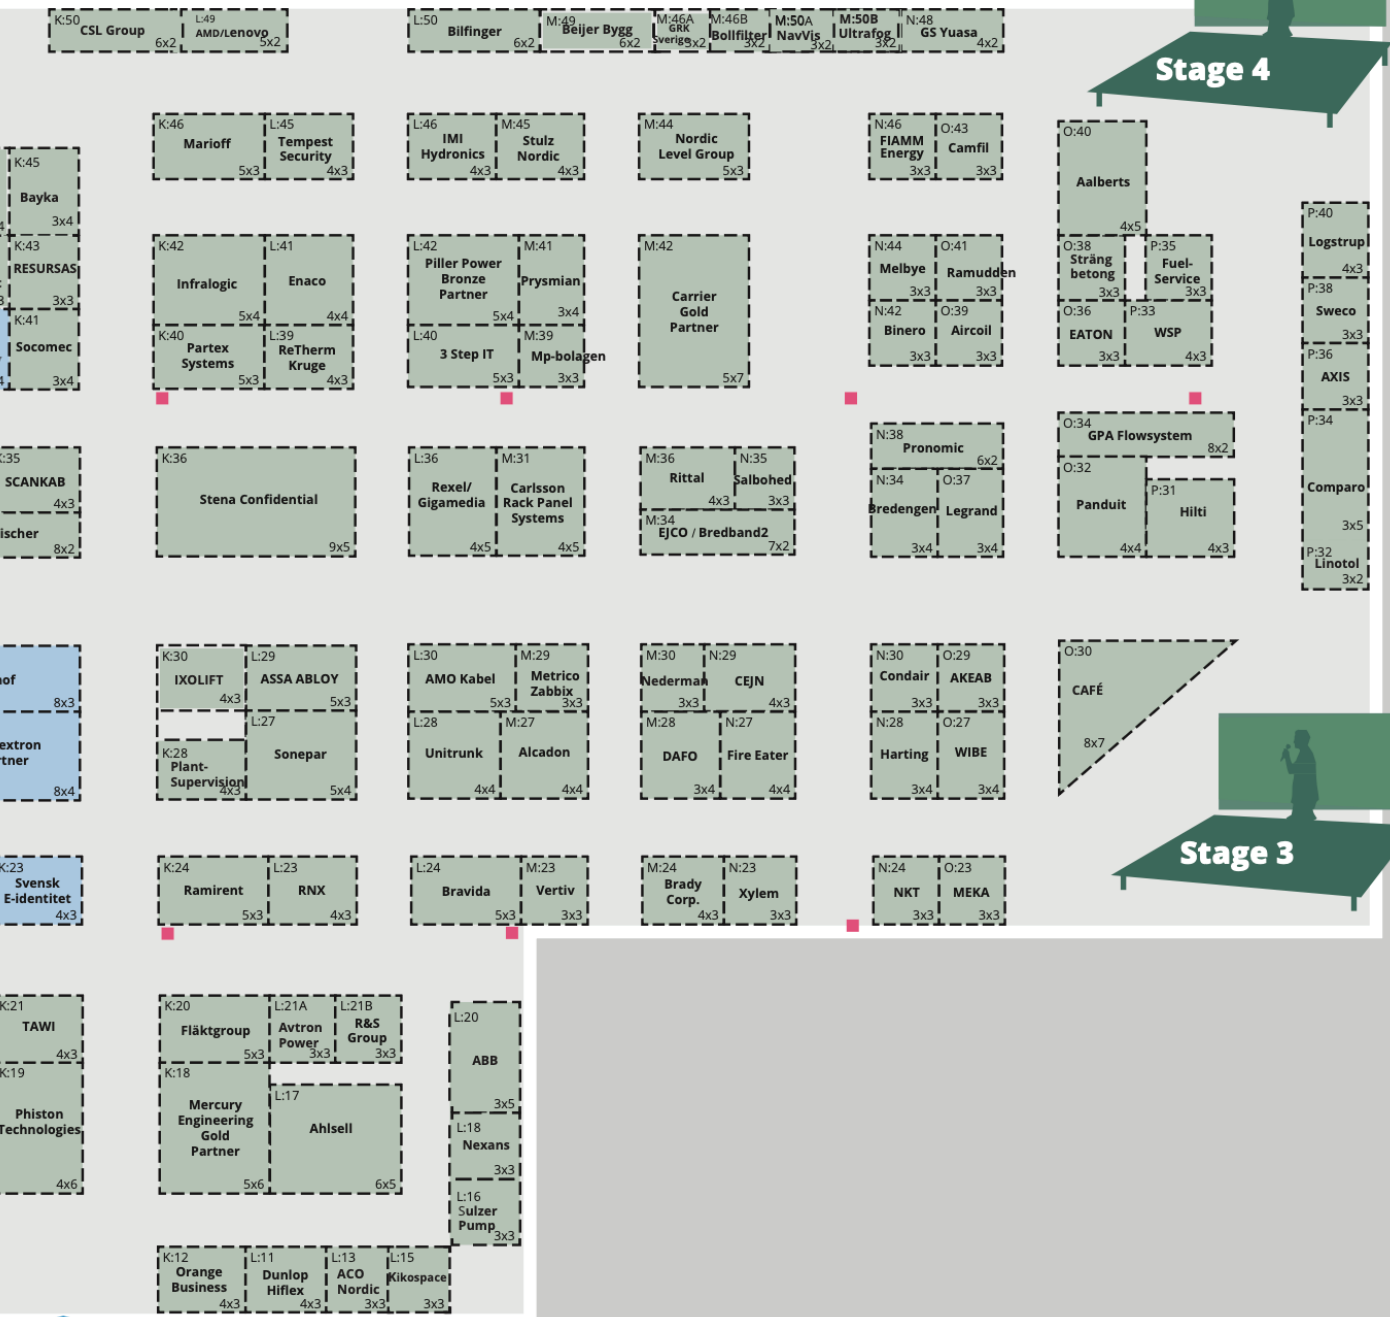 K:50
CSL Group
6x2
L:49
AMD/Lenovo
5x2
L:50
Bilfinger
6x2
M:49
Beijer Bygg
6x2
M:46A
GRK
Sverige
3x2
M:46B
Bollfilter
3x2
M:50A
NavVis
3x2
M:50B
Ultrafog
3x2
N:48
GS Yuasa
4x2
Stage 4
K:46
Marioff
5x3
L:45
Tempest
Security
4x3
L:46
IMI
Hydronics
4x3
M:45
Stulz
Nordic
4x3
M:44
Nordic
Level Group
5x3
N:46
FIAMM
Energy
3x3
O:43
Camfil
3x3
O:40
Aalberts
4x5
K:45
Bayka
3x4
K:43
RESURSAS
3x3
K:41
Socomec
3x4
K:42
Infralogic
5x4
L:41
Enaco
4x4
K:40
Partex
Systems
5x3
L:39
ReTherm
Kruge
4x3
L:42
Piller Power
Bronze
Partner
5x4
M:41
Prysmian
3x4
L:40
3 Step IT
5x3
M:39
Mp-bolagen
3x3
M:42
Carrier
Gold
Partner
5x7
N:44
Melbye
3x3
O:41
Ramudden
3x3
N:42
Binero
3x3
O:39
Aircoil
3x3
O:38
Sträng
betong
3x3
P:35
Fuel-
Service
3x3
O:36
EATON
3x3
P:33
WSP
4x3
P:40
Logstrup
4x3
P:38
Sweco
3x3
P:36
AXIS
3x3
P:34
Comparo
3x5
P:32
Linotol
3x2
:35
SCANKAB
4x3
ischer
8x2
K:36
Stena Confidential
9x5
L:36
Rexel/
Gigamedia
4x5
M:31
Carlsson
Rack Panel
Systems
4x5
M:36
Rittal
4x3
N:35
Salbohed
3x3
M:34
EJCO / Bredband2
7x2
N:38
Pronomic
6x2
N:34
Bredengen
3x4
O:37
Legrand
3x4
O:34
GPA Flowsystem
8x2
O:32
Panduit
4x4
P:31
Hilti
4x3
of
8x3
extron
tner
8x4
K:30
IXOLIFT
4x3
L:29
ASSA ABLOY
5x3
K:28
Plant-
Supervision
4x3
L:27
Sonepar
5x4
L:30
AMO Kabel
5x3
M:29
Metrico
Zabbix
3x3
L:28
Unitrunk
4x4
M:27
Alcadon
4x4
M:30
Nederman
3x3
N:29
CEJN
4x3
M:28
DAFO
3x4
N:27
Fire Eater
4x4
N:30
Condair
3x3
O:29
AKEAB
3x3
N:28
Harting
3x4
O:27
WIBE
3x4
O:30
CAFÉ
8x7
Stage 3
K:23
Svensk
E-identitet
4x3
K:24
Ramirent
5x3
L:23
RNX
4x3
L:24
Bravida
5x3
M:23
Vertiv
3x3
M:24
Brady
Corp.
4x3
N:23
Xylem
3x3
N:24
NKT
3x3
O:23
MEKA
3x3
K:21
TAWI
4x3
K:19
Phiston
Technologies
4x6
K:20
Fläktgroup
5x3
L:21A
Avtron
Power
3x3
L:21B
R&S
Group
3x3
K:18
Mercury
Engineering
Gold
Partner
5x6
L:17
Ahlsell
6x5
L:20
ABB
3x5
L:18
Nexans
3x3
L:16
Sulzer
Pump
3x3
K:12
Orange
Business
4x3
L:11
Dunlop
Hiflex
4x3
L:13
ACO
Nordic
3x3
L:15
Kikospace
3x3